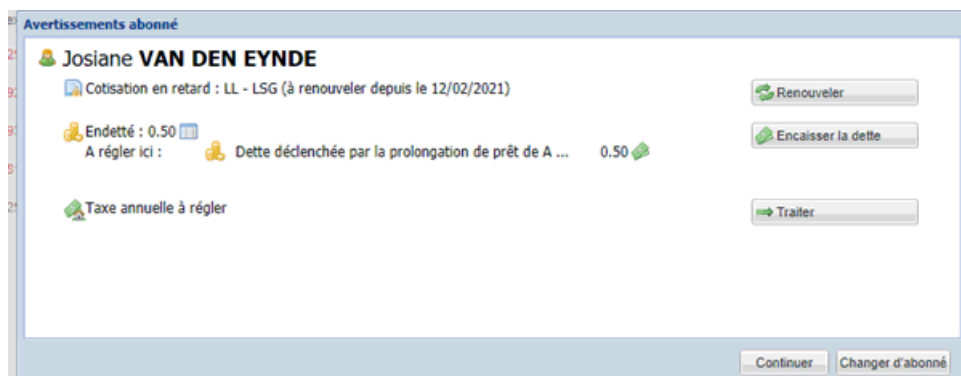 Avertissements abonné
Josiane VAN DEN EYNDE
Cotisation en retard : LL - LSG (à renouveler depuis le 12/02/2021)
Renouveler
Endetté : 0.50
Encaisser la dette
A régler ici : Dette déclenchée par la prolongation de prêt de A ... 0.50
Taxe annuelle à régler
Traiter
Continuer Changer d'abonné